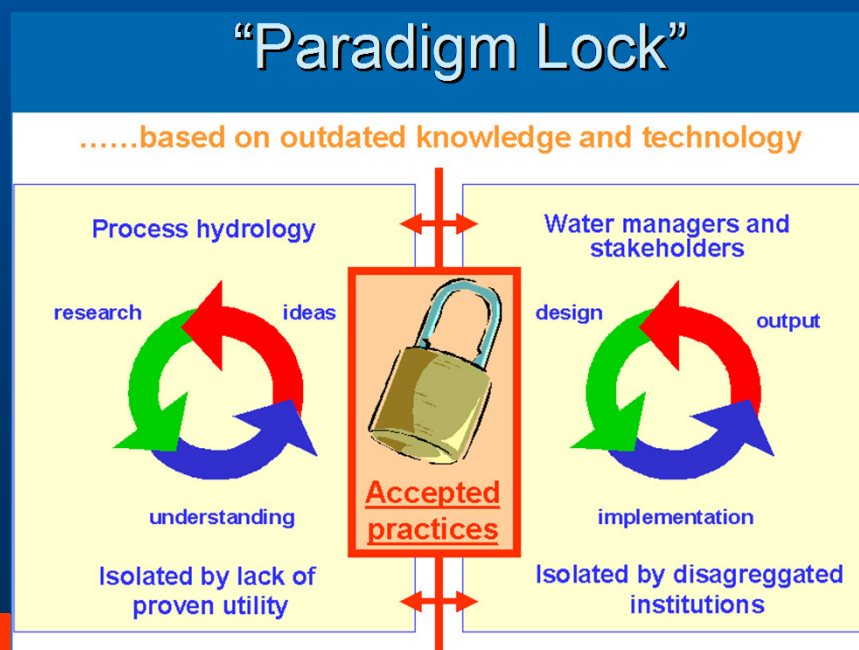 “Paradigm Lock”
……based on outdated knowledge and technology
Process hydrology
research
ideas
understanding
Isolated by lack of
proven utility
Accepted
practices
Water managers and
stakeholders
design
output
implementation
Isolated by disagreggated
institutions